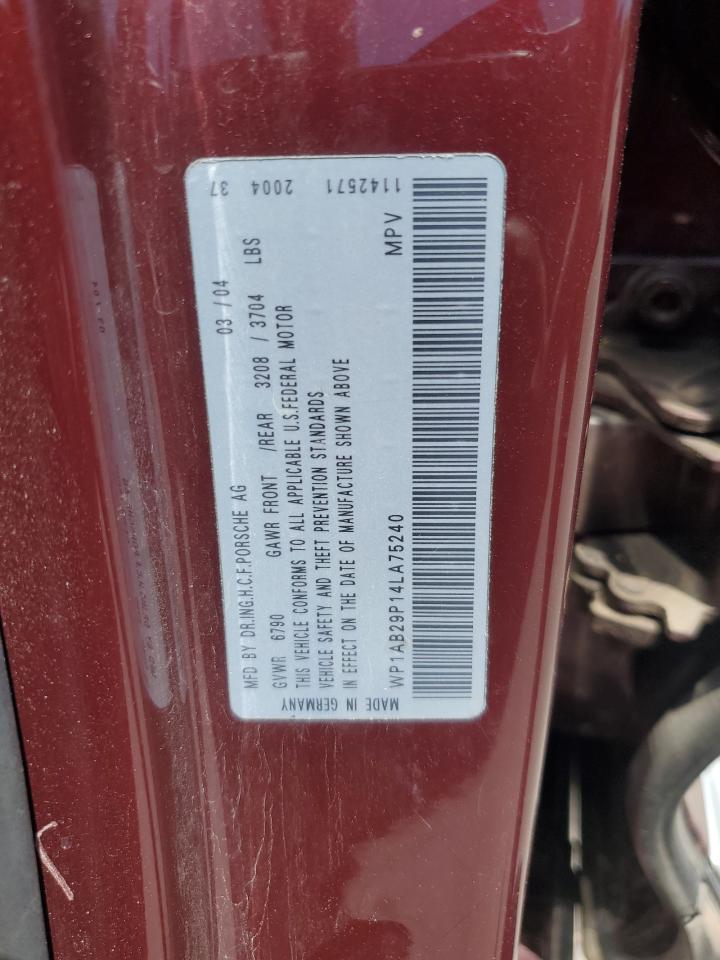 MFD BY DR.ING.H.C.F.PORSCHE AG 03/04
GVWR 6790 GAWR FRONT /REAR 3208 / 3704 LBS
THIS VEHICLE CONFORMS TO ALL APPLICABLE U.S.FEDERAL MOTOR
VEHICLE SAFETY AND THEFT PREVENTION STANDARDS
IN EFFECT ON THE DATE OF MANUFACTURE SHOWN ABOVE
WP1AB29P14LA75240 MPV
MADE IN GERMANY
1142571 2004 37